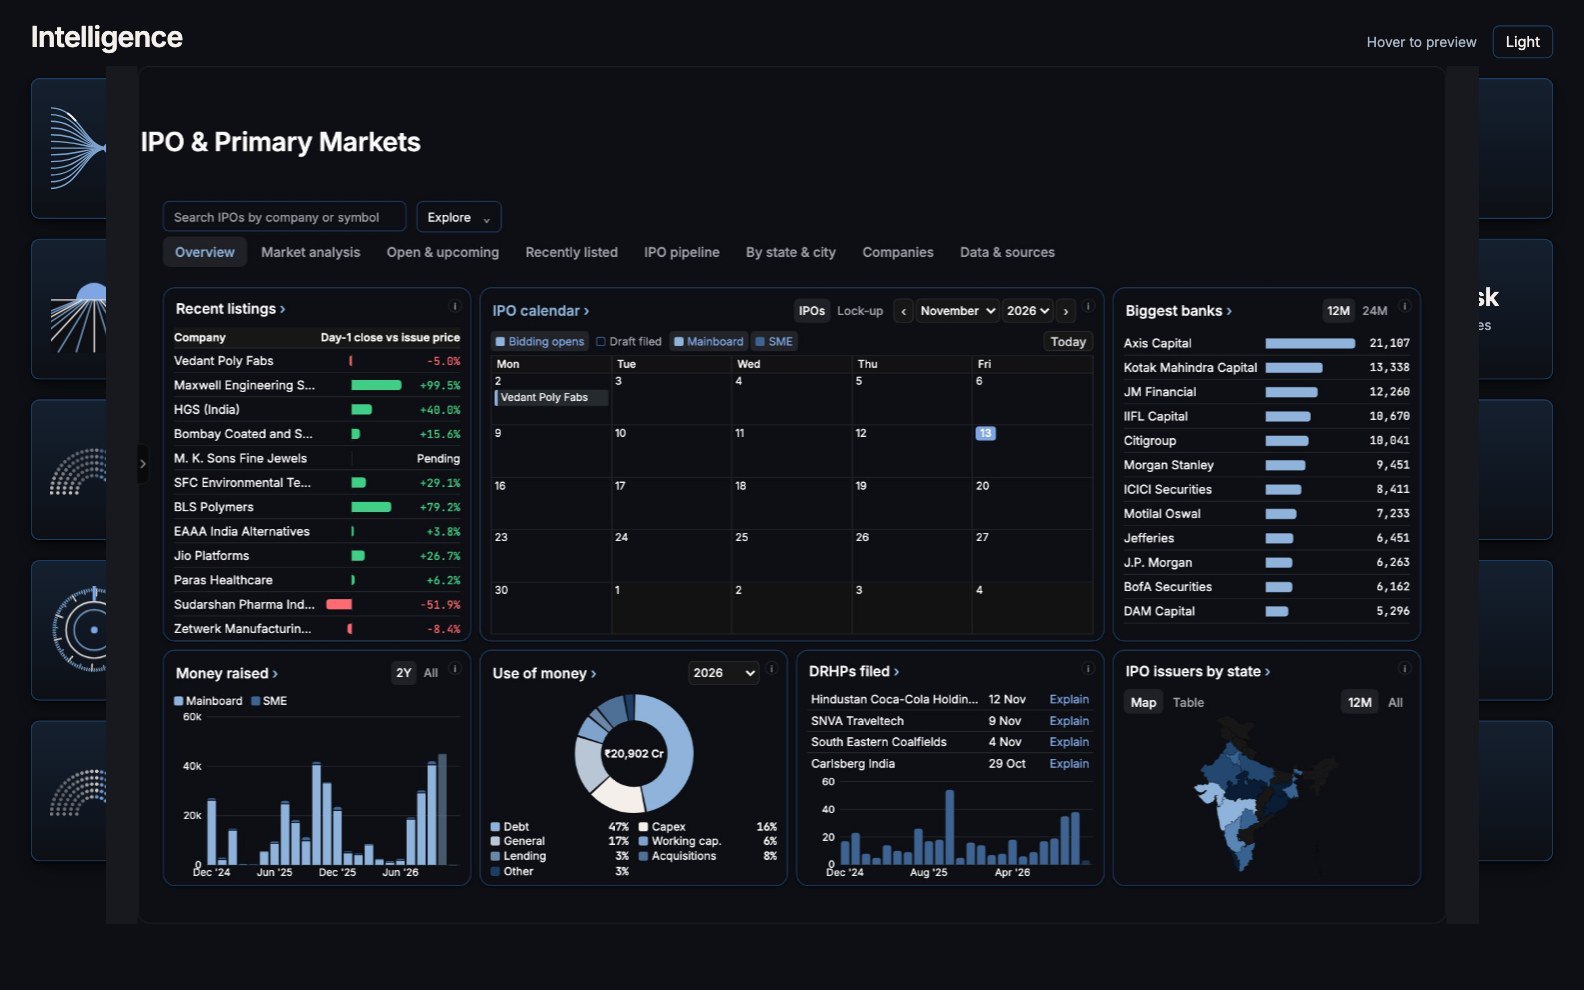 Intelligence
Hover to preview
Light
IPO & Primary Markets
Search IPOs by company or symbol
Explore
Overview Market analysis Open & upcoming Recently listed IPO pipeline By state & city Companies Data & sources
Recent listings ›
Company Day-1 close vs issue price
Vedant Poly Fabs -5.0%
Maxwell Engineering S... +99.5%
HGS (India) +40.0%
Bombay Coated and S... +15.6%
M. K. Sons Fine Jewels Pending
SFC Environmental Te... +29.1%
BLS Polymers +79.2%
EAAA India Alternatives +3.8%
Jio Platforms +26.7%
Paras Healthcare +6.2%
Sudarshan Pharma Ind... -51.9%
Zetwerk Manufacturin... -8.4%
IPO calendar ›
IPOs Lock-up ‹ November 2026 ›
Bidding opens Draft filed Mainboard SME Today
Mon Tue Wed Thu Fri
2 3 4 5 6
Vedant Poly Fabs
9 10 11 12 13
16 17 18 19 20
23 24 25 26 27
30 1 2 3 4
Biggest banks › 12M 24M
Axis Capital 21,107
Kotak Mahindra Capital 13,338
JM Financial 12,260
IIFL Capital 10,670
Citigroup 10,041
Morgan Stanley 9,451
ICICI Securities 8,411
Motilal Oswal 7,233
Jefferies 6,451
J.P. Morgan 6,263
BofA Securities 6,162
DAM Capital 5,296
sk
es
Money raised › 2Y All
Mainboard SME
60k
40k
20k
0
Dec '24 Jun '25 Dec '25 Jun '26
Use of money › 2026
₹20,902 Cr
Debt 47% Capex 16%
General 17% Working cap. 6%
Lending 3% Acquisitions 8%
Other 3%
DRHPs filed ›
Hindustan Coca-Cola Holdin... 12 Nov Explain
SNVA Traveltech 9 Nov Explain
South Eastern Coalfields 4 Nov Explain
Carlsberg India 29 Oct Explain
60
40
20
0
Dec '24 Aug '25 Apr '26
IPO issuers by state ›
Map Table 12M All